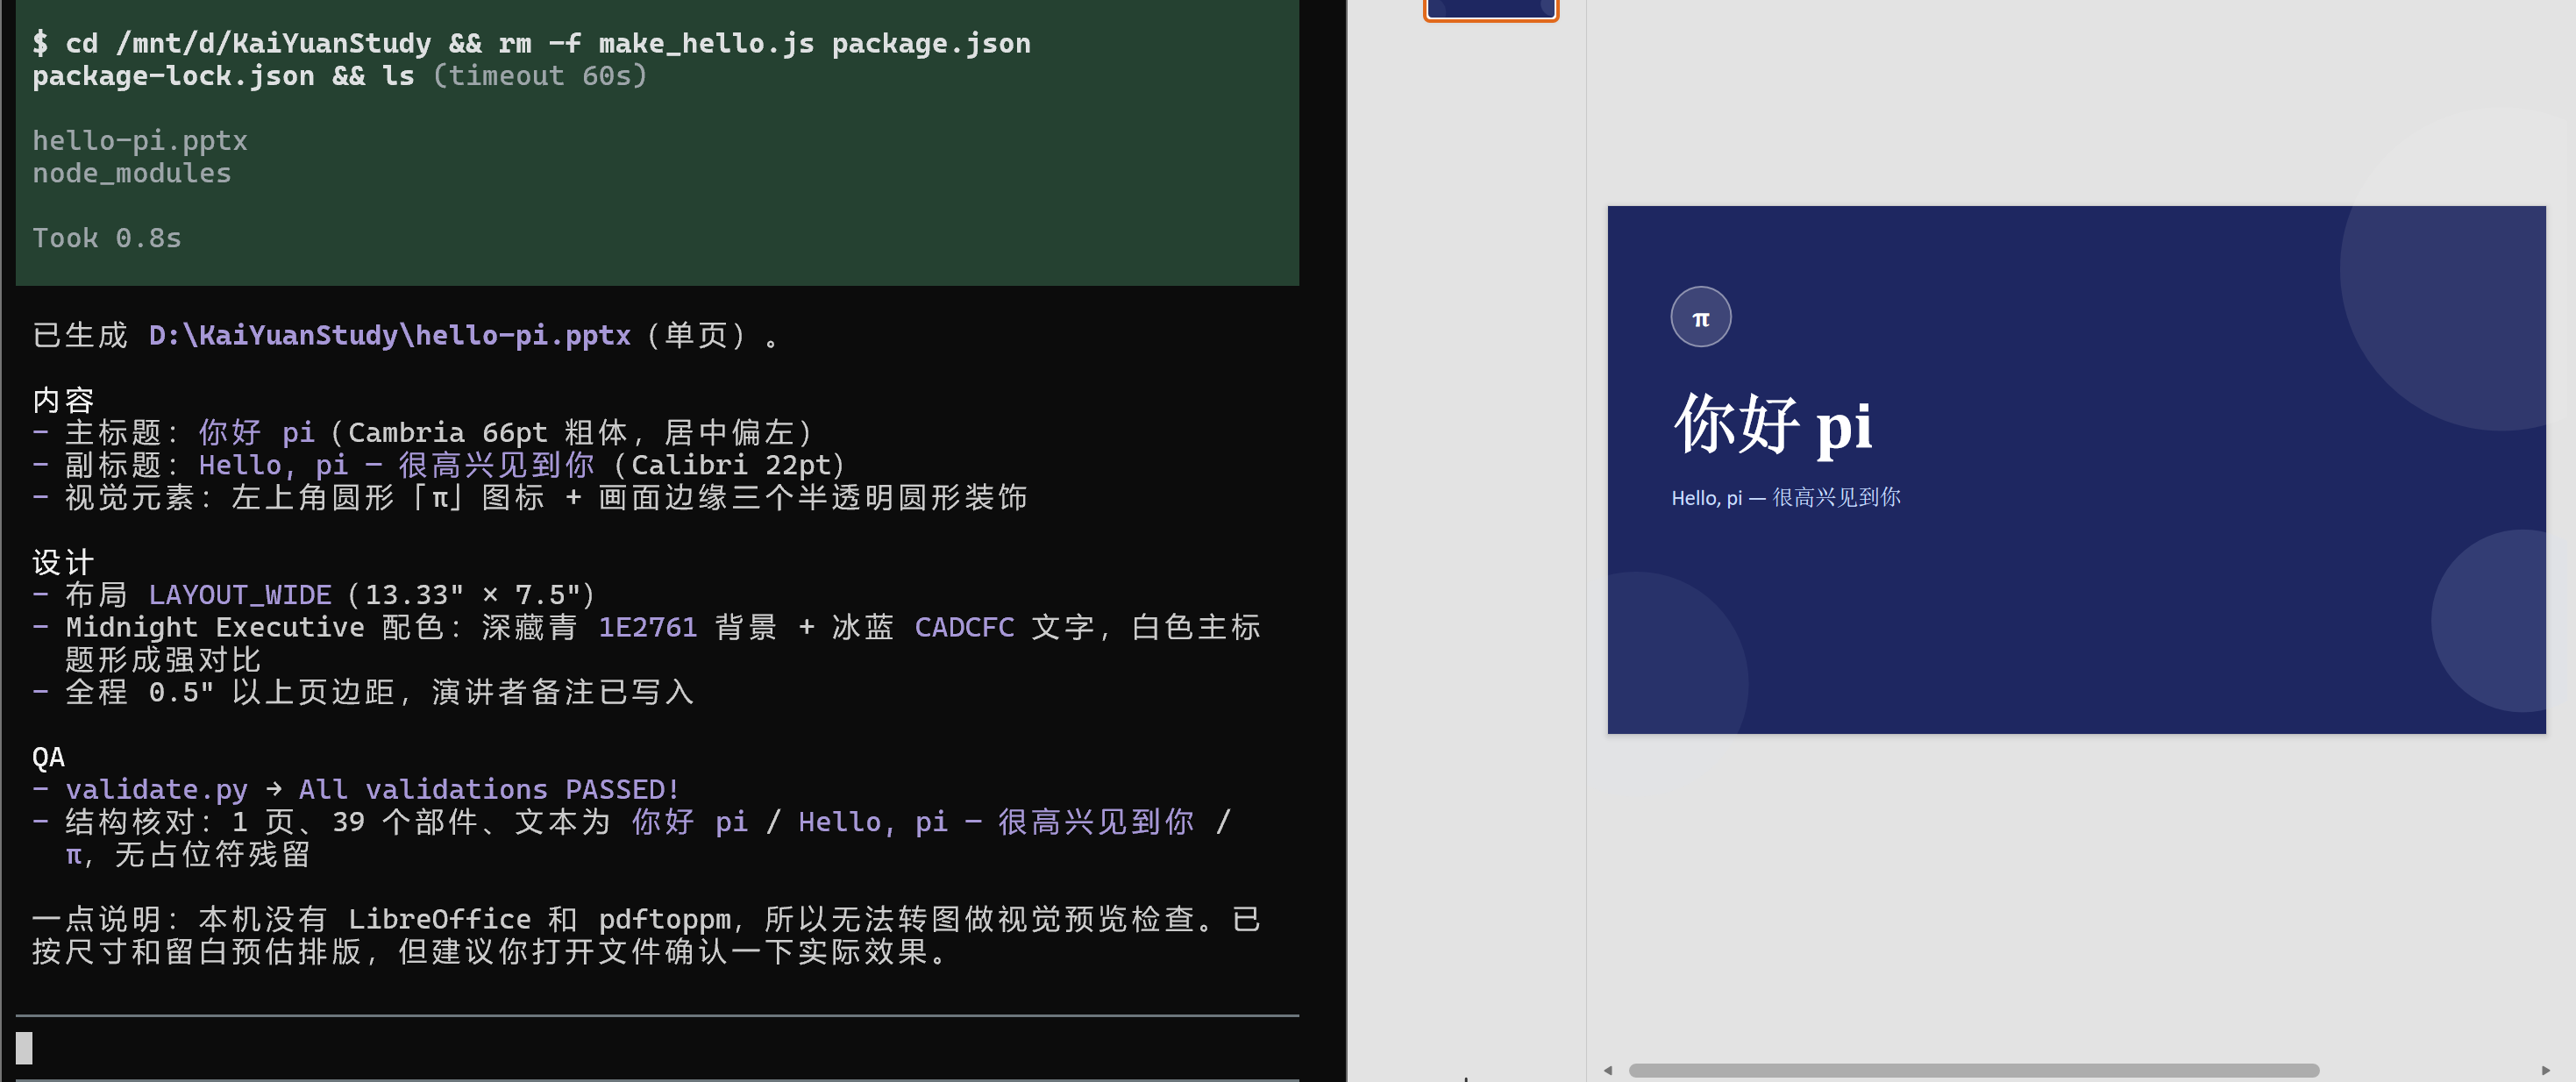 $ cd /mnt/d/KaiYuanStudy && rm -f make_hello.js package.json
package-lock.json && ls (timeout 60s)
hello-pi.pptx
node_modules
Took 0.8s
已生成 D:\KaiYuanStudy\hello-pi.pptx（单页）。
内容
- 主标题：你好 pi（Cambria 66pt 粗体，居中偏左）
- 副标题：Hello, pi — 很高兴见到你（Calibri 22pt）
- 视觉元素：左上角圆形「π」图标 + 画面边缘三个半透明圆形装饰
设计
- 布局 LAYOUT_WIDE（13.33" × 7.5"）
- Midnight Executive 配色：深藏青 1E2761 背景 + 冰蓝 CADCFC 文字，白色主标
题形成强对比
- 全程 0.5" 以上页边距，演讲者备注已写入
QA
- validate.py → All validations PASSED!
- 结构核对：1 页、39 个部件、文本为 你好 pi / Hello, pi — 很高兴见到你 /
π，无占位符残留
一点说明：本机没有 LibreOffice 和 pdftoppm，所以无法转图做视觉预览检查。已
按尺寸和留白预估排版，但建议你打开文件确认一下实际效果。
π
你好 pi
Hello, pi — 很高兴见到你